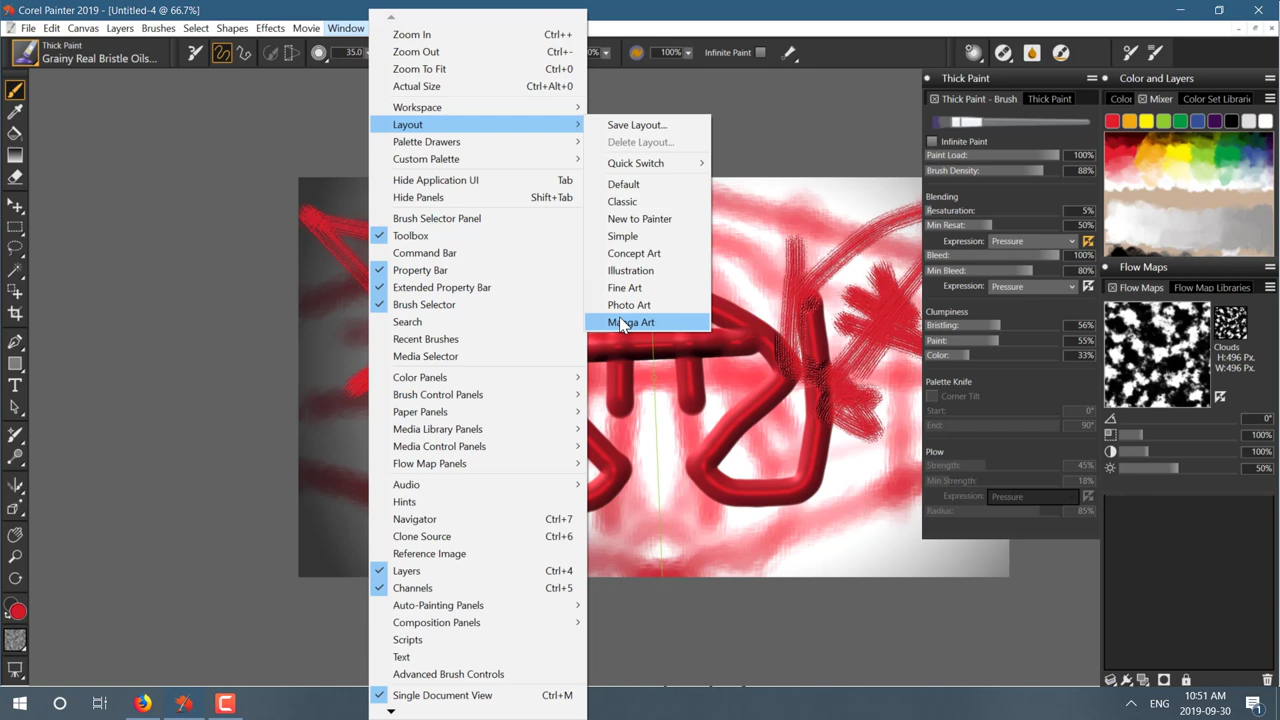 Corel Painter 2019 - [Untitled-4 @ 66.7%]
File Edit Canvas Layers Brushes Select Shapes Effects Movie Window
Thick Paint
Grainy Real Bristle Oils...
35.0
100%
Infinite Paint
Zoom In Ctrl++
Zoom Out Ctrl+-
Zoom To Fit Ctrl+0
Actual Size Ctrl+Alt+0
Workspace
Layout
Palette Drawers
Custom Palette
Hide Application UI Tab
Hide Panels Shift+Tab
Brush Selector Panel
Toolbox
Command Bar
Property Bar
Extended Property Bar
Brush Selector
Search
Recent Brushes
Media Selector
Color Panels
Brush Control Panels
Paper Panels
Media Library Panels
Media Control Panels
Flow Map Panels
Audio
Hints
Navigator Ctrl+7
Clone Source Ctrl+6
Reference Image
Layers Ctrl+4
Channels Ctrl+5
Auto-Painting Panels
Composition Panels
Scripts
Text
Advanced Brush Controls
Single Document View Ctrl+M
Save Layout...
Delete Layout...
Quick Switch
Default
Classic
New to Painter
Simple
Concept Art
Illustration
Fine Art
Photo Art
Manga Art
Thick Paint
Thick Paint - Brush Thick Paint
Infinite Paint
Paint Load: 100%
Brush Density: 88%
Blending
Resaturation: 5%
Min Resat: 50%
Expression: Pressure
Bleed: 100%
Min Bleed: 80%
Expression: Pressure
Clumpiness
Bristling: 56%
Paint: 55%
Color: 33%
Palette Knife
Corner Tilt
Start: 0°
End: 90°
Plow
Strength: 45%
Min Strength: 18%
Expression: Pressure
Radius: 85%
Color and Layers
Color Mixer Color Set Librari
Flow Maps
Flow Maps Flow Map Libraries
Clouds
H:496 Px.
W:496 Px.
0°
100%
100%
50%
ENG
10:51 AM
2019-09-30
1